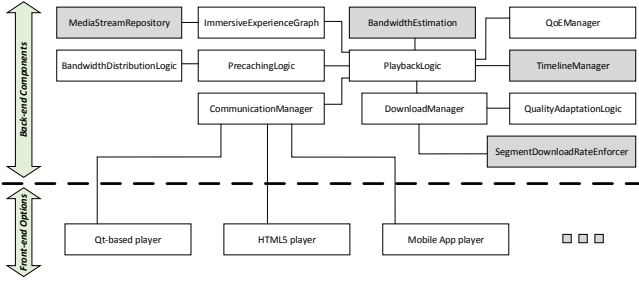 MediaStreamRepository
ImmersiveExperienceGraph
BandwidthEstimation
QoEManager
BandwidthDistributionLogic
PrecachingLogic
PlaybackLogic
TimelineManager
CommunicationManager
DownloadManager
QualityAdaptationLogic
SegmentDownloadRateEnforcer
Back-end Components
Front-end Options
Qt-based player
HTML5 player
Mobile App player